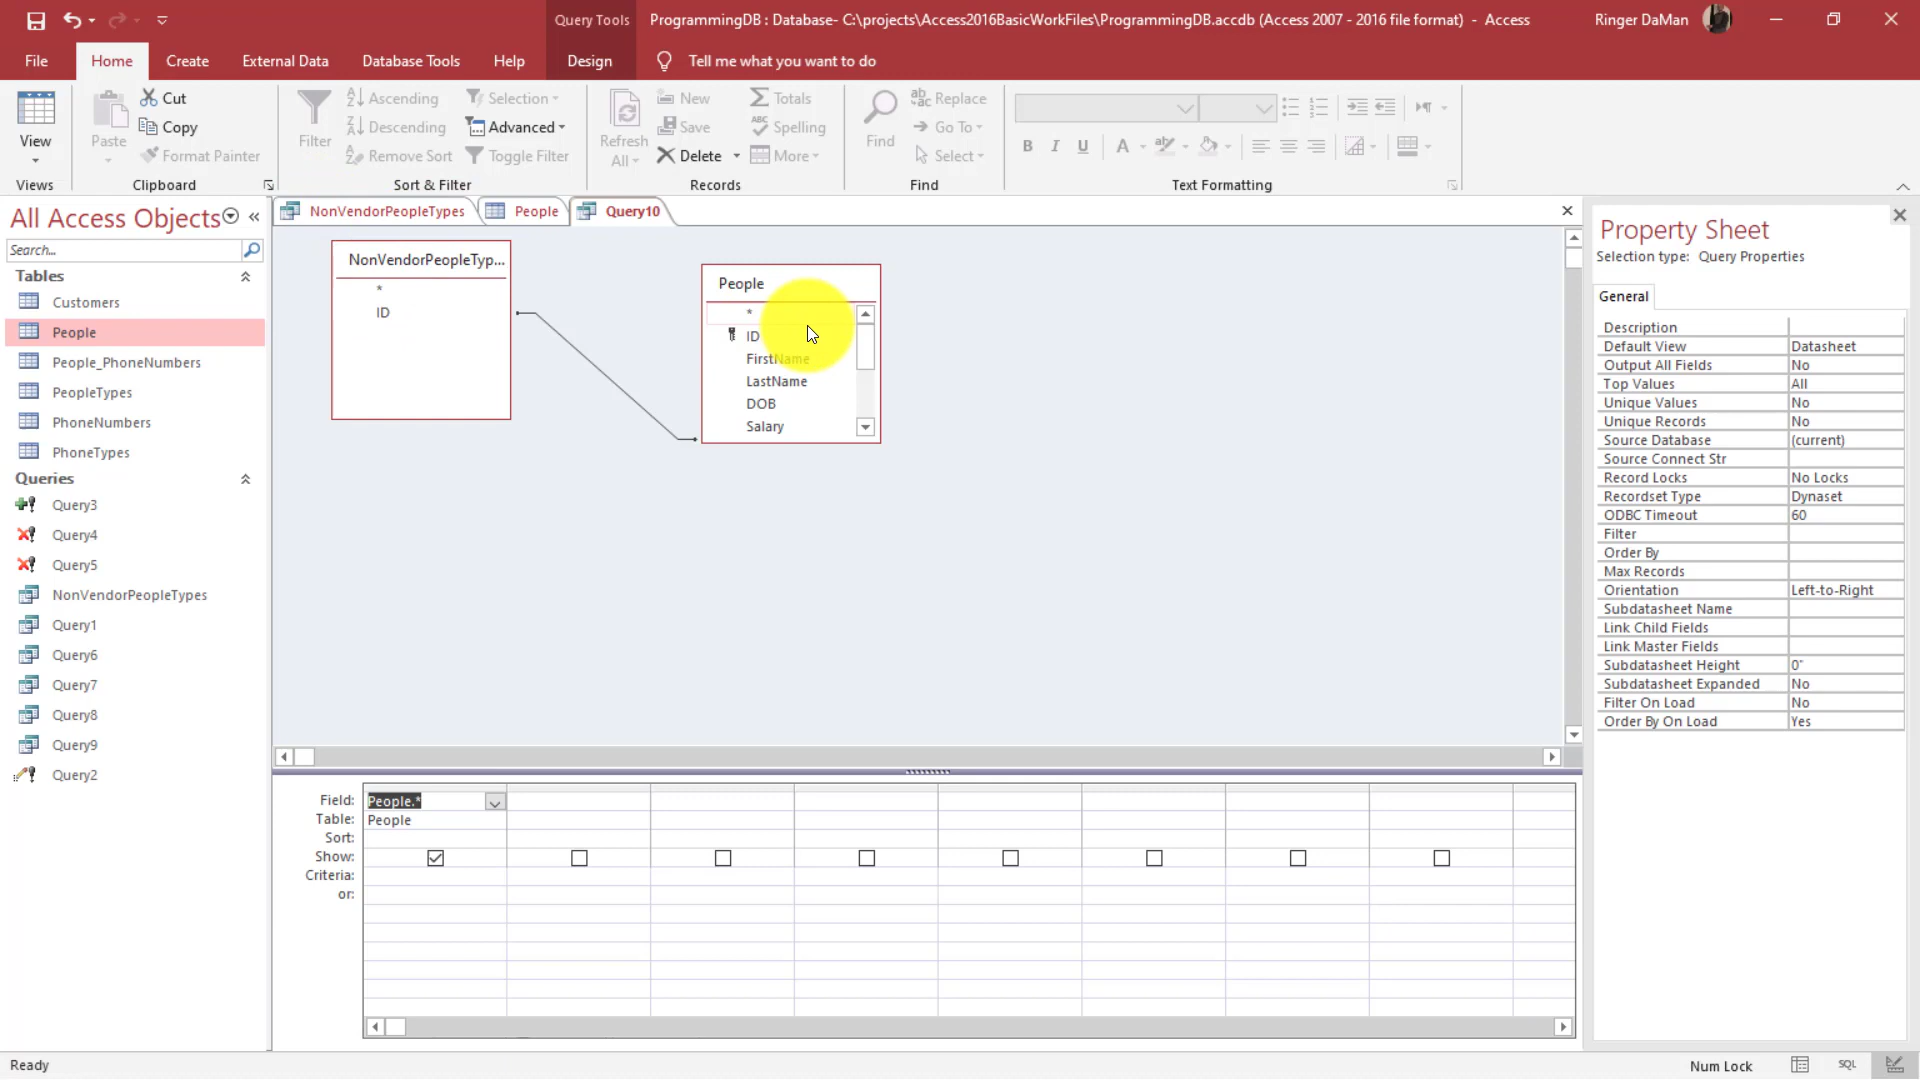 Query Tools
ProgrammingDB : Database- C:\projects\Access2016BasicWorkFiles\ProgrammingDB.accdb (Access 2007 - 2016 file format) - Access
Ringer DaMan
File
Home
Create
External Data
Database Tools
Help
Design
Tell me what you want to do
View
Views
Paste
Cut
Copy
Format Painter
Clipboard
Filter
Ascending
Descending
Remove Sort
Selection
Advanced
Toggle Filter
Sort & Filter
Refresh
All
New
Save
Delete
Totals
Spelling
More
Records
Find
Replace
Go To
Select
Find
B I U A
Text Formatting
All Access Objects
Search...
Tables
Customers
People
People_PhoneNumbers
PeopleTypes
PhoneNumbers
PhoneTypes
Queries
Query3
Query4
Query5
NonVendorPeopleTypes
Query1
Query6
Query7
Query8
Query9
Query2
NonVendorPeopleTypes
People
Query10
NonVendorPeopleTyp...
*
ID
People
*
ID
FirstName
LastName
DOB
Salary
Field: People.*
Table: People
Sort:
Show:
Criteria:
or:
Property Sheet
Selection type: Query Properties
General
Description
Default View Datasheet
Output All Fields No
Top Values All
Unique Values No
Unique Records No
Source Database (current)
Source Connect Str
Record Locks No Locks
Recordset Type Dynaset
ODBC Timeout 60
Filter
Order By
Max Records
Orientation Left-to-Right
Subdatasheet Name
Link Child Fields
Link Master Fields
Subdatasheet Height 0"
Subdatasheet Expanded No
Filter On Load No
Order By On Load Yes
Ready
Num Lock
SQL